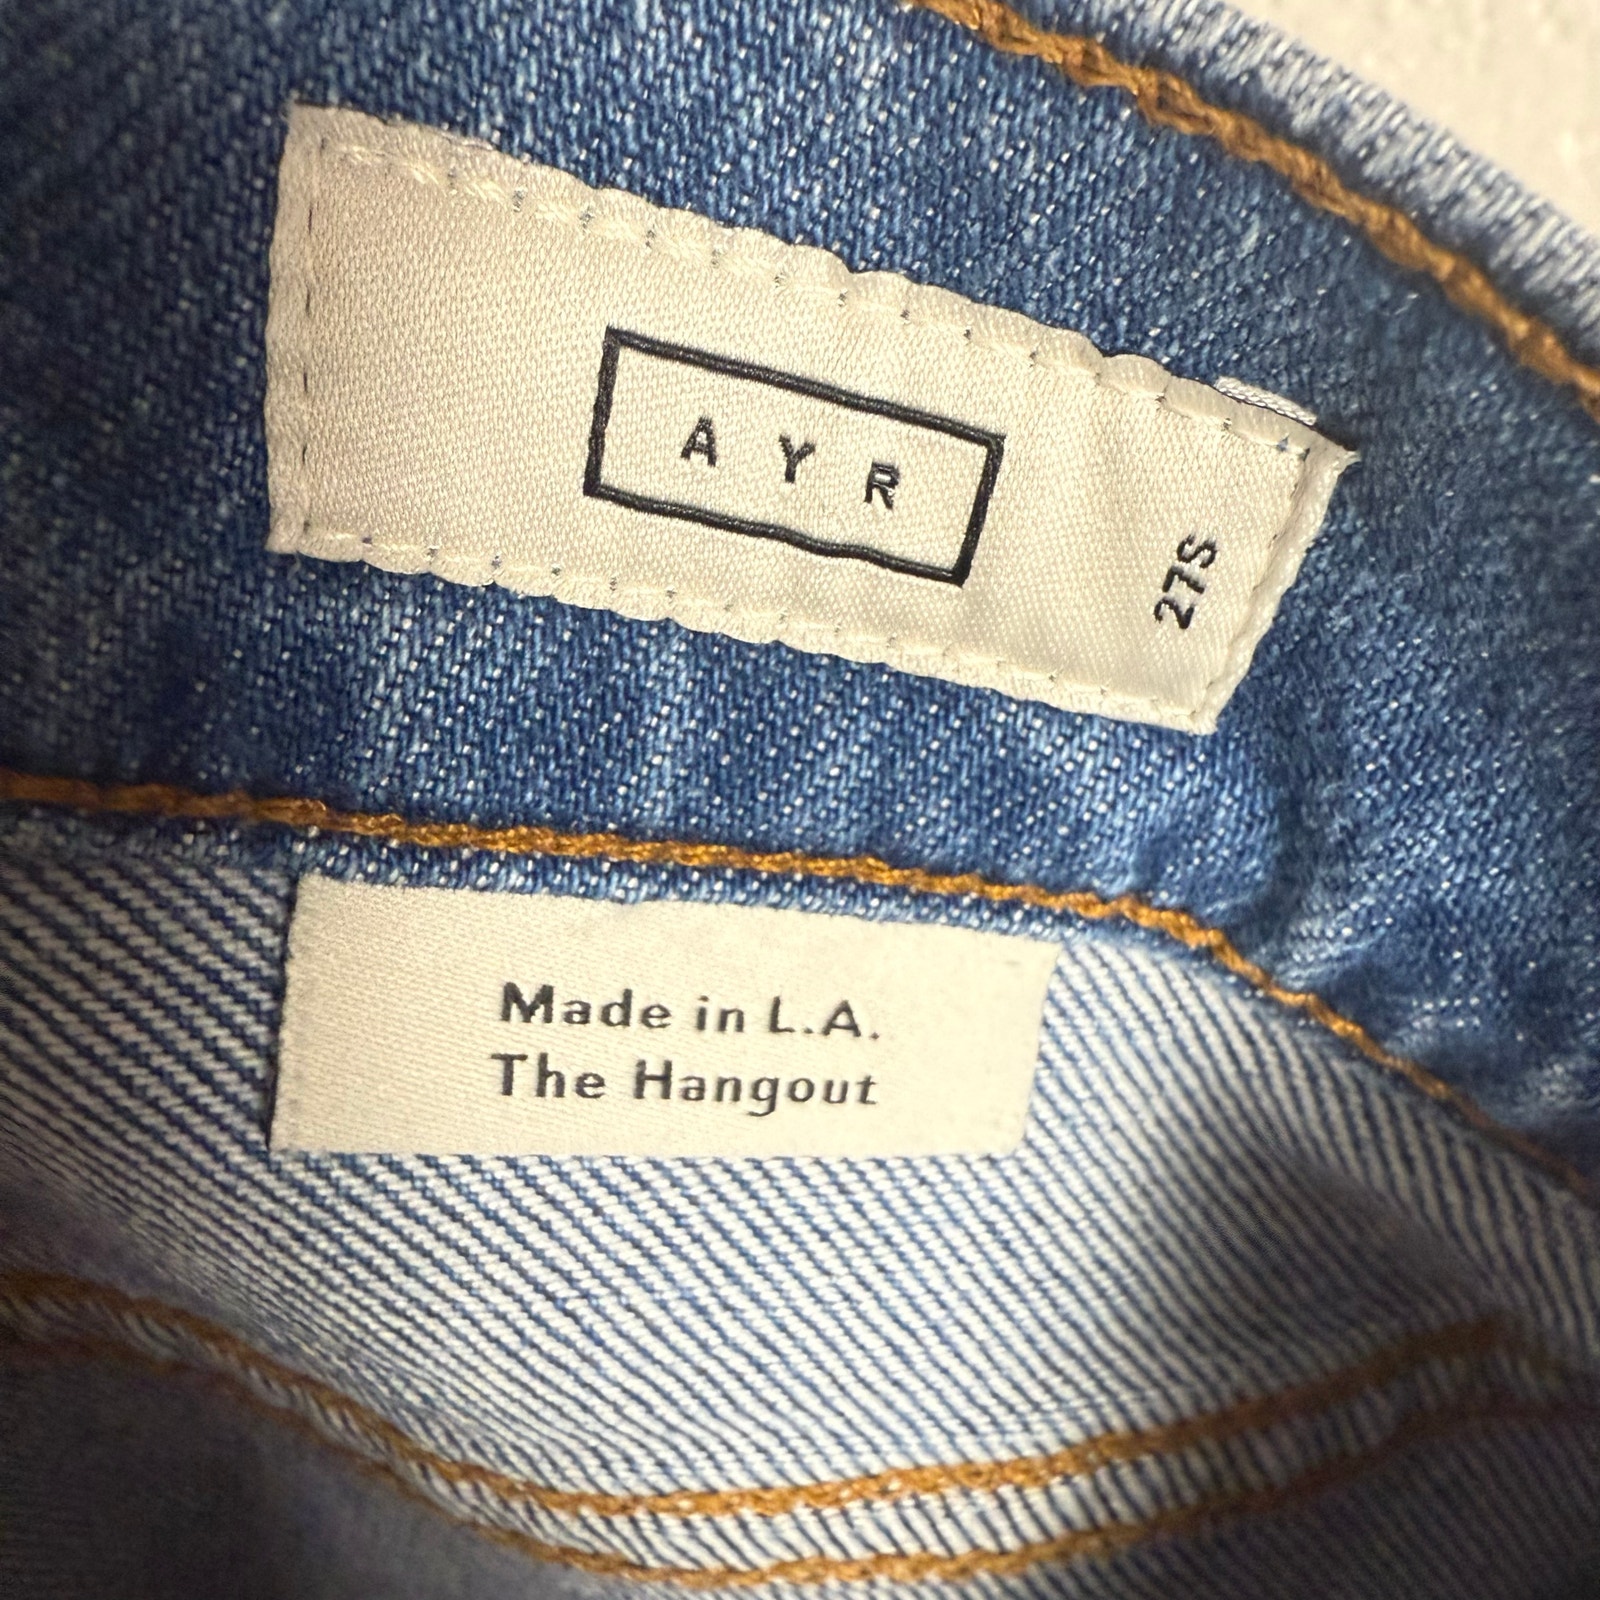 AYR
27S
Made in L.A.
The Hangout